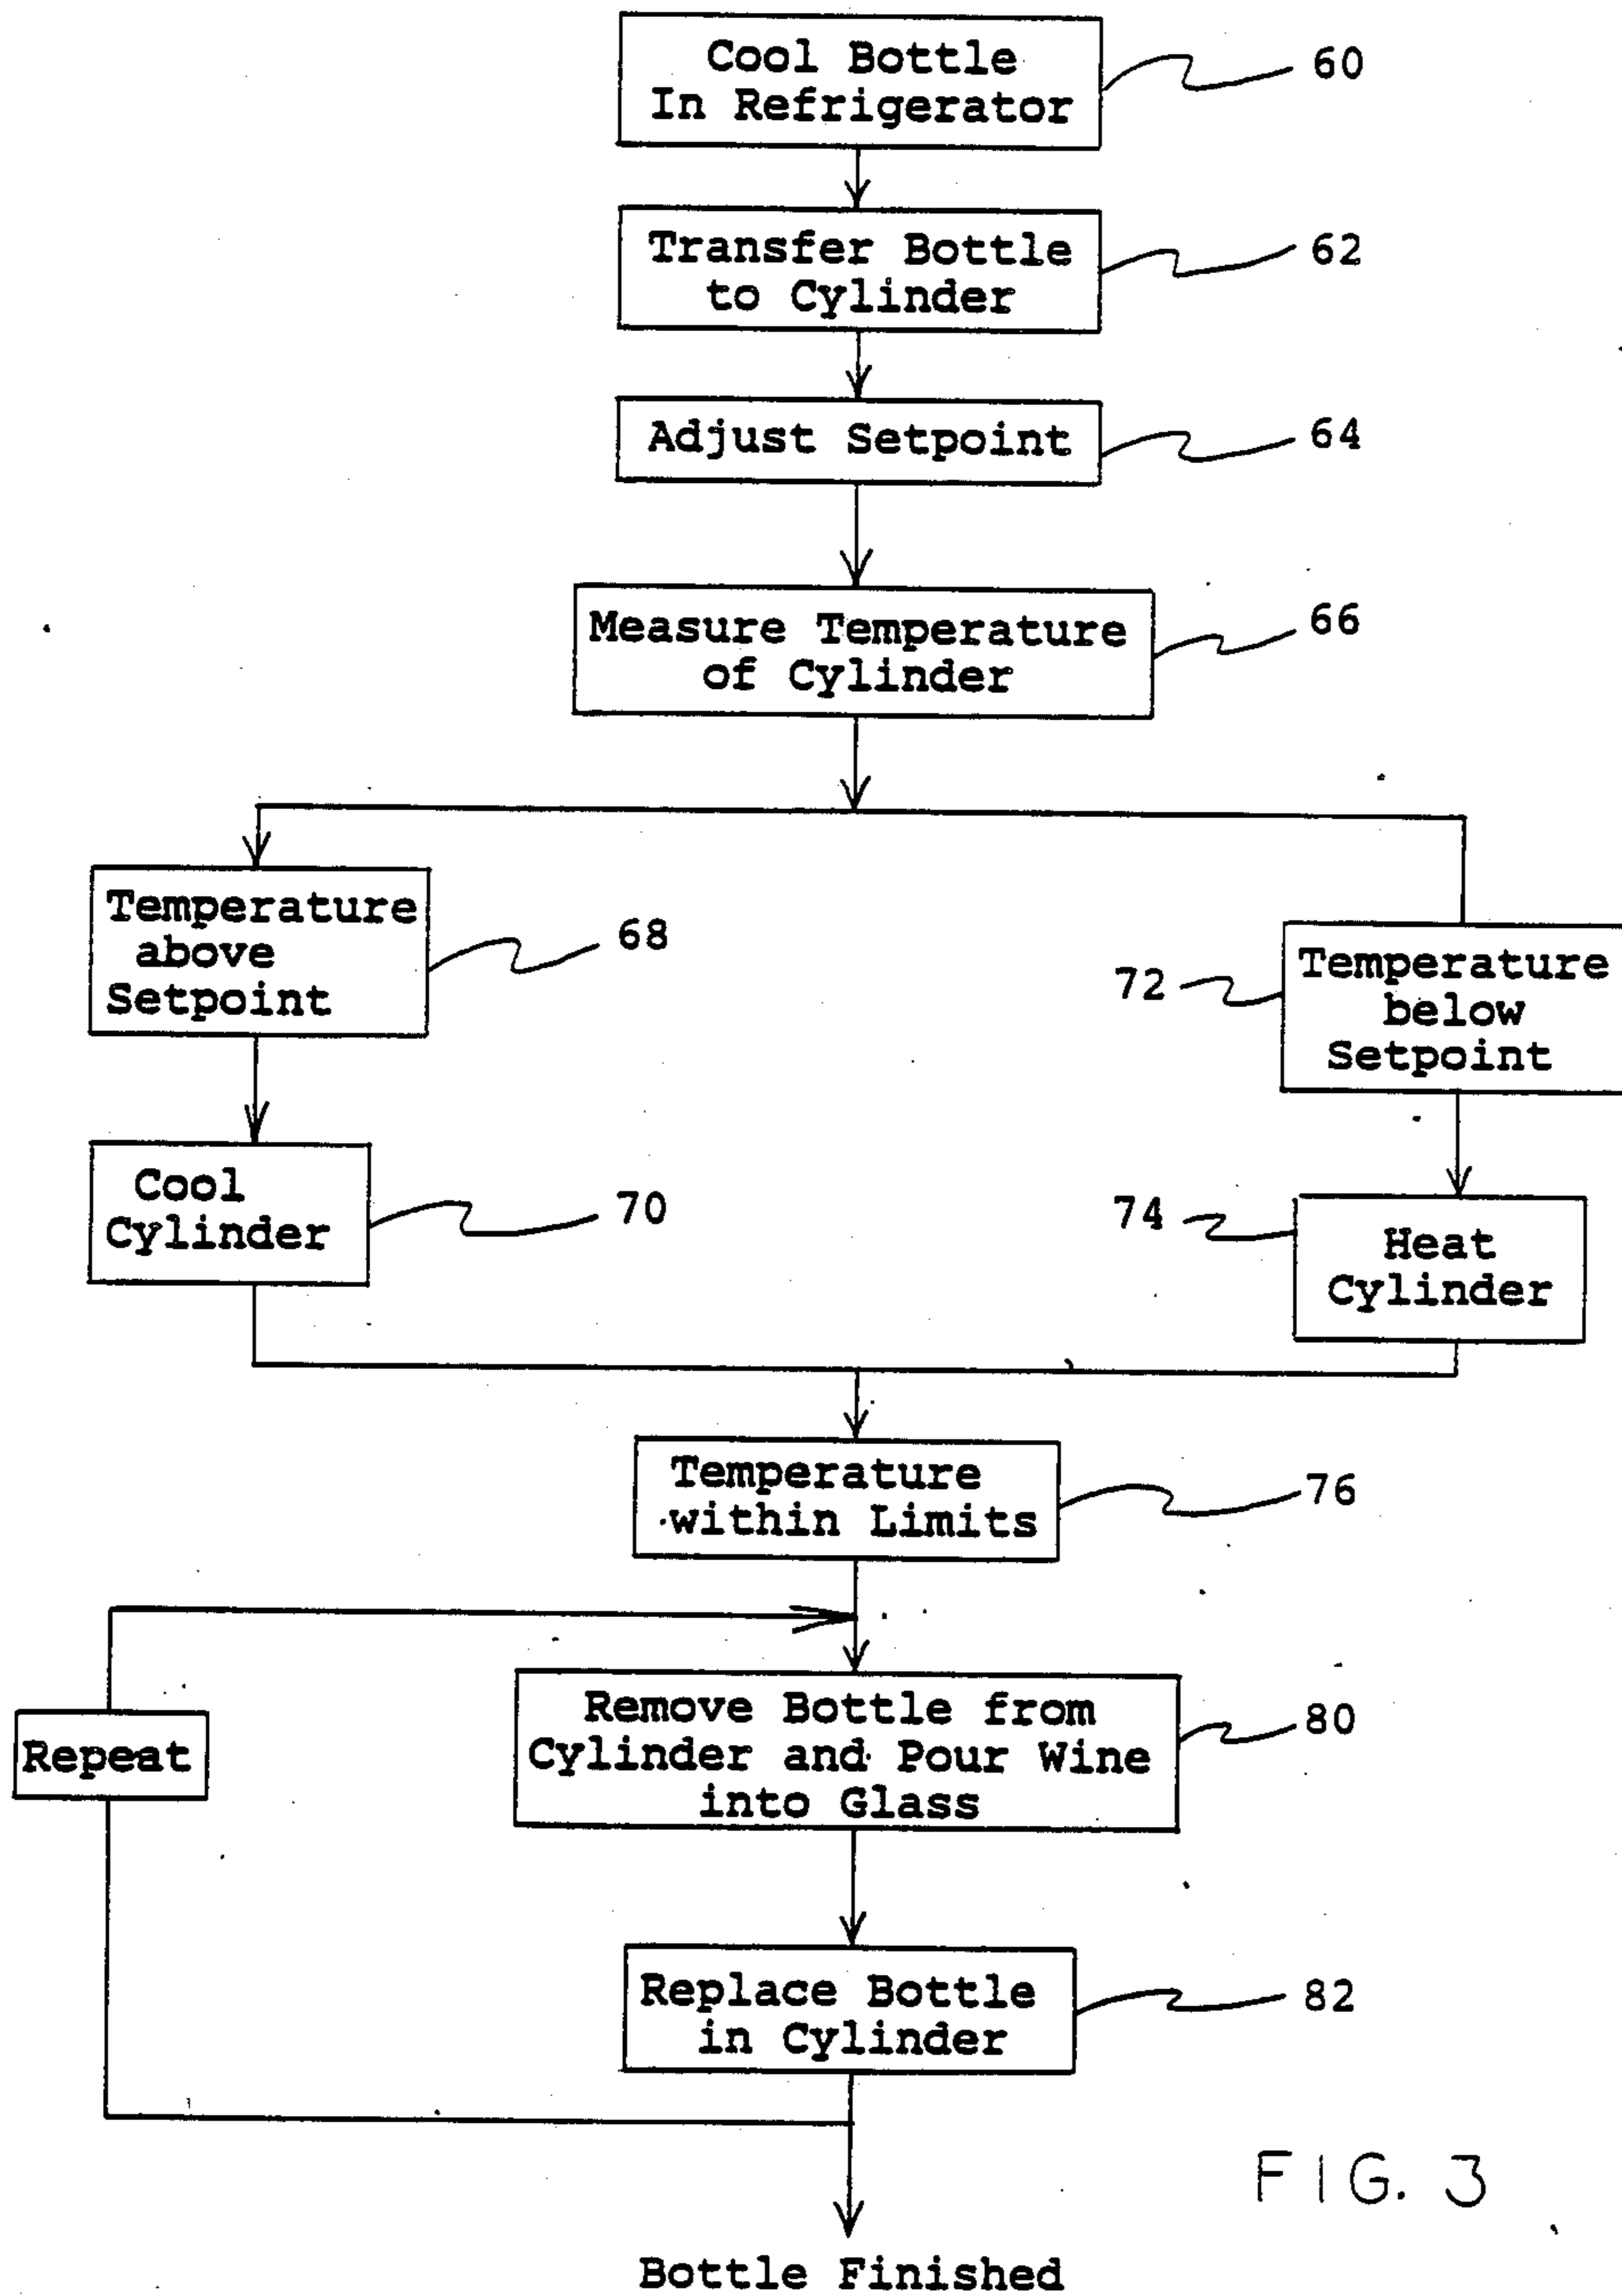 Cool Bottle
In Refrigerator
60
Transfer Bottle
to Cylinder
62
Adjust Setpoint
64
Measure Temperature
of Cylinder
66
Temperature
above
Setpoint
68
72
Temperature
below
Setpoint
Cool
Cylinder
70
74
Heat
Cylinder
Temperature
within Limits
76
Repeat
Remove Bottle from
Cylinder and Pour Wine
into Glass
80
Replace Bottle
in Cylinder
82
FIG. 3
Bottle Finished